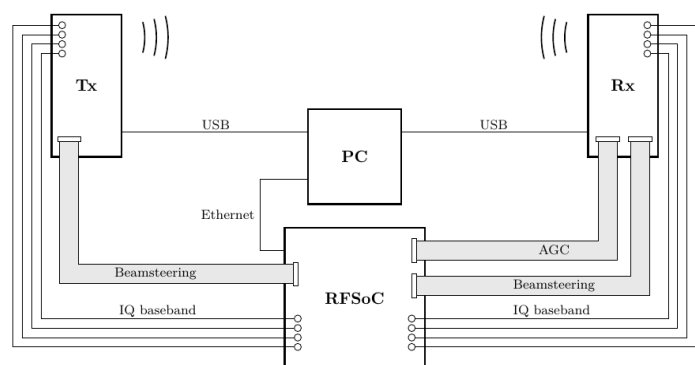 Tx
Rx
USB
USB
PC
Ethernet
AGC
Beamsteering
Beamsteering
RFSoC
IQ baseband
IQ baseband